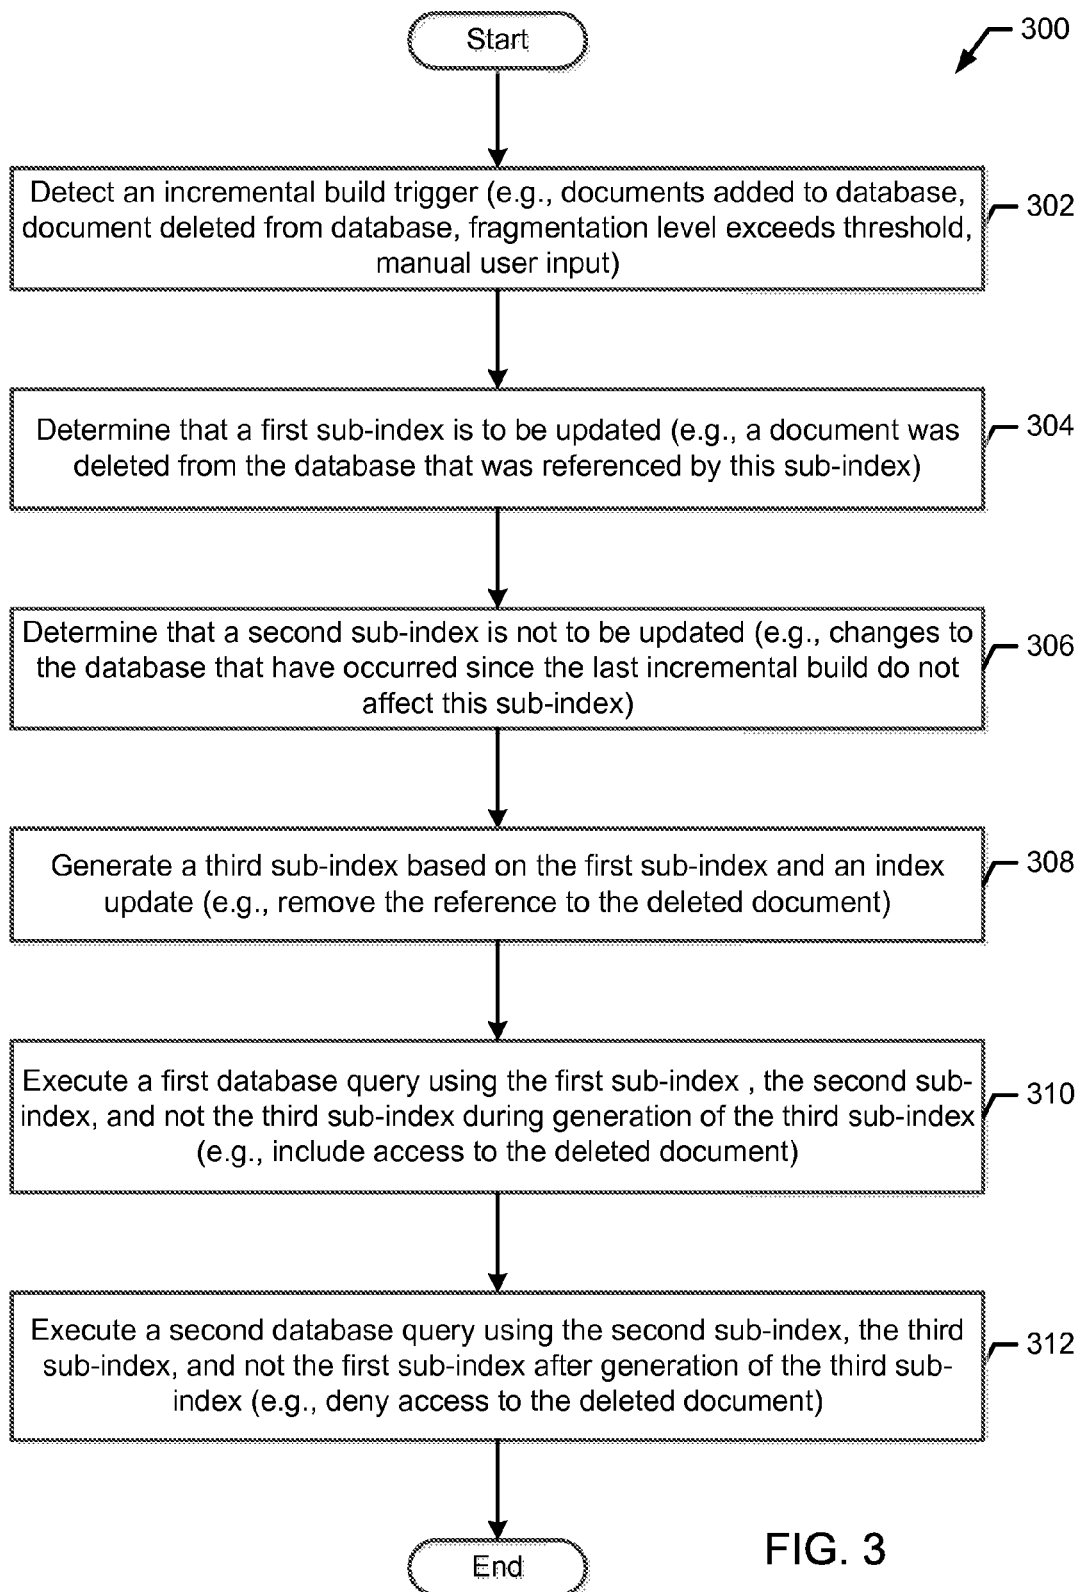 Start
300
Detect an incremental build trigger (e.g., documents added to database,
document deleted from database, fragmentation level exceeds threshold,
manual user input)
302
Determine that a first sub-index is to be updated (e.g., a document was
deleted from the database that was referenced by this sub-index)
304
Determine that a second sub-index is not to be updated (e.g., changes to
the database that have occurred since the last incremental build do not
affect this sub-index)
306
Generate a third sub-index based on the first sub-index and an index
update (e.g., remove the reference to the deleted document)
308
Execute a first database query using the first sub-index , the second sub-
index, and not the third sub-index during generation of the third sub-index
(e.g., include access to the deleted document)
310
Execute a second database query using the second sub-index, the third
sub-index, and not the first sub-index after generation of the third sub-
index (e.g., deny access to the deleted document)
312
End
FIG. 3